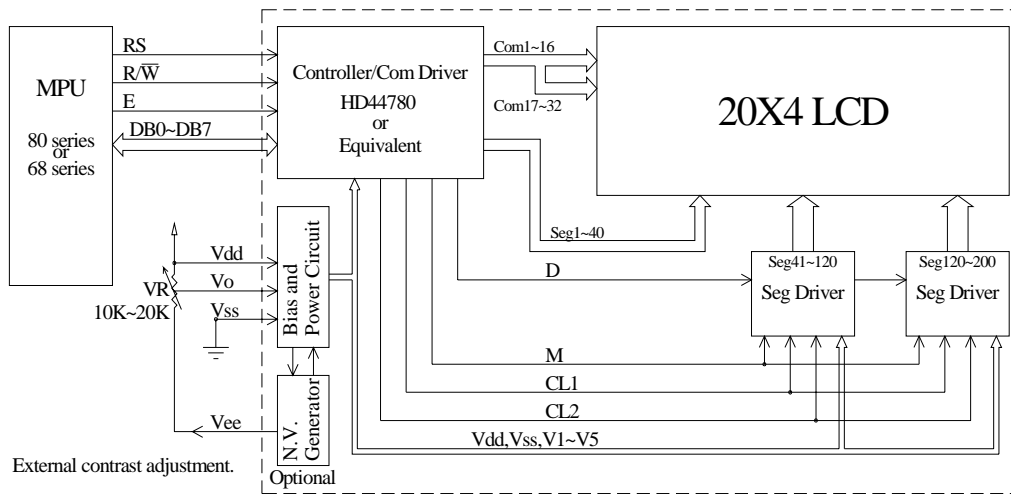 MPU
80 series
or
68 series
RS
R/W̅
E
DB0~DB7
Controller/Com Driver
HD44780
or
Equivalent
Com1~16
Com17~32
20X4 LCD
Seg1~40
D
Seg41~120
Seg Driver
Seg120~200
Seg Driver
Vdd
Vo
Vss
VR
10K~20K
Bias and
Power Circuit
M
CL1
CL2
Vdd,Vss,V1~V5
Vee
N.V.
Generator
Optional
External contrast adjustment.